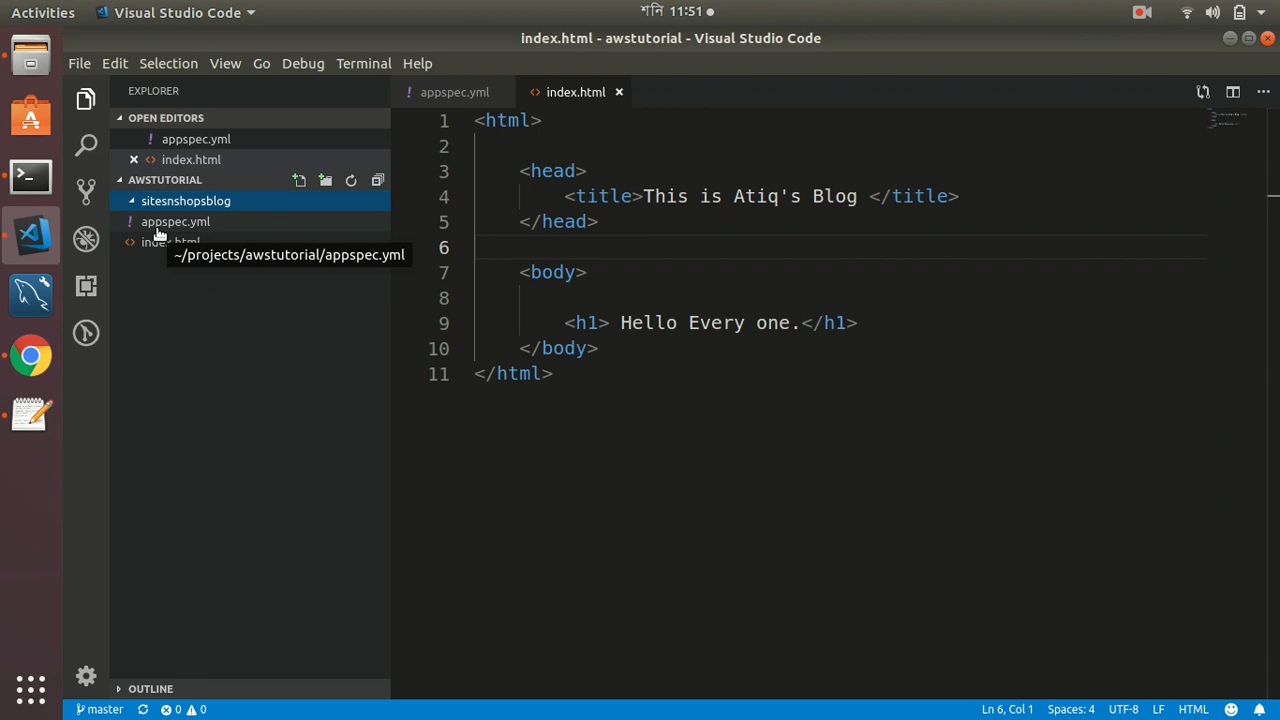 Activities
Visual Studio Code
শনি 11:51
index.html - awstutorial - Visual Studio Code
File Edit Selection View Go Debug Terminal Help
EXPLORER
OPEN EDITORS
appspec.yml
index.html
AWSTUTORIAL
sitesnshopsblog
appspec.yml
index.html
~/projects/awstutorial/appspec.yml
OUTLINE
appspec.yml
index.html
1 <html>
2
3 <head>
4 <title>This is Atiq's Blog </title>
5 </head>
6
7 <body>
8
9 <h1> Hello Every one.</h1>
10 </body>
11 </html>
master 0 0
Ln 6, Col 1 Spaces: 4 UTF-8 LF HTML